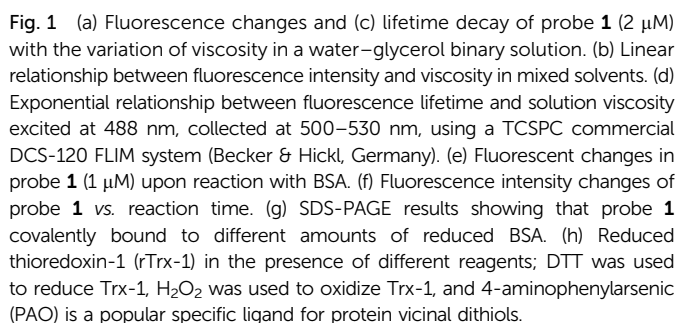 Fig. 1 (a) Fluorescence changes and (c) lifetime decay of probe 1 (2 μM)
with the variation of viscosity in a water–glycerol binary solution. (b) Linear
relationship between fluorescence intensity and viscosity in mixed solvents. (d)
Exponential relationship between fluorescence lifetime and solution viscosity
excited at 488 nm, collected at 500–530 nm, using a TCSPC commercial
DCS-120 FLIM system (Becker & Hickl, Germany). (e) Fluorescent changes in
probe 1 (1 μM) upon reaction with BSA. (f) Fluorescence intensity changes of
probe 1 vs. reaction time. (g) SDS-PAGE results showing that probe 1
covalently bound to different amounts of reduced BSA. (h) Reduced
thioredoxin-1 (rTrx-1) in the presence of different reagents; DTT was used
to reduce Trx-1, H₂O₂ was used to oxidize Trx-1, and 4-aminophenylarsenic
(PAO) is a popular specific ligand for protein vicinal dithiols.